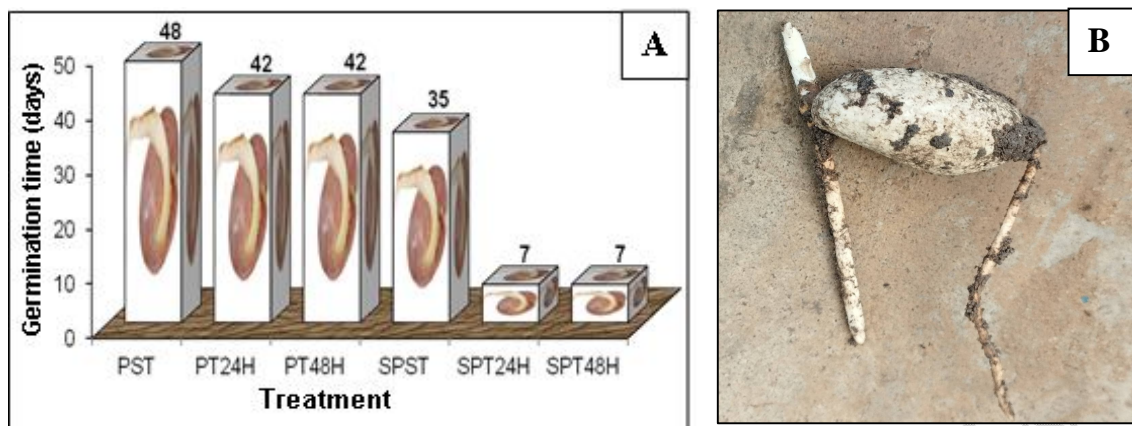 A
Germination time (days)
50
40
30
20
10
0
48
42
42
35
7
7
PST
PT24H
PT48H
SPST
SPT24H
SPT48H
Treatment
B